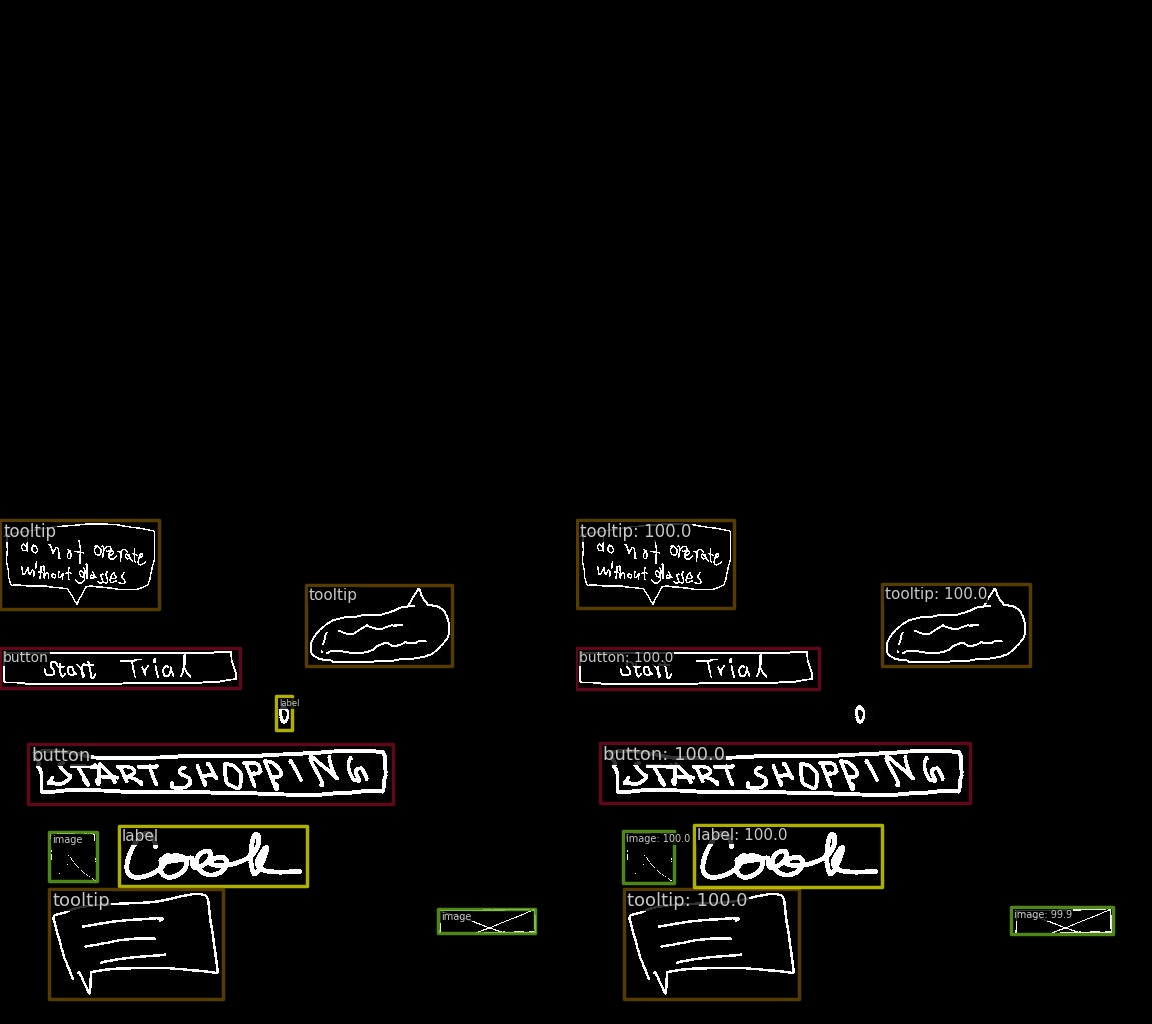 tooltip
do not operate
without glasses
tooltip
button
Start Trial
label
0
button
START SHOPPING
image
label
tooltip
image
tooltip: 100.0
do not operate
without glasses
tooltip: 100.0
button: 100.0
Start Trial
0
button: 100.0
START SHOPPING
image: 100.0
label: 100.0
tooltip: 100.0
image: 99.9